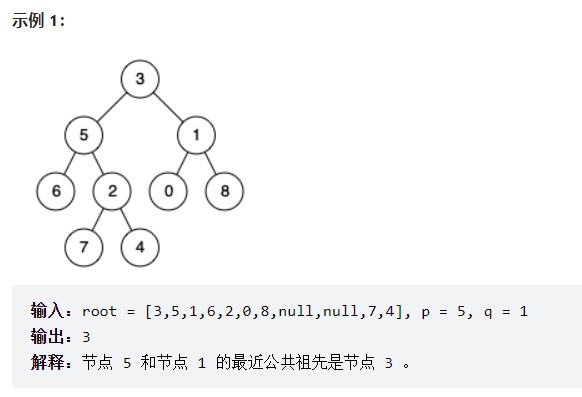 示例 1：
3
5 1
6 2 0 8
7 4
输入：root = [3,5,1,6,2,0,8,null,null,7,4], p = 5, q = 1
输出：3
解释：节点 5 和节点 1 的最近公共祖先是节点 3 。